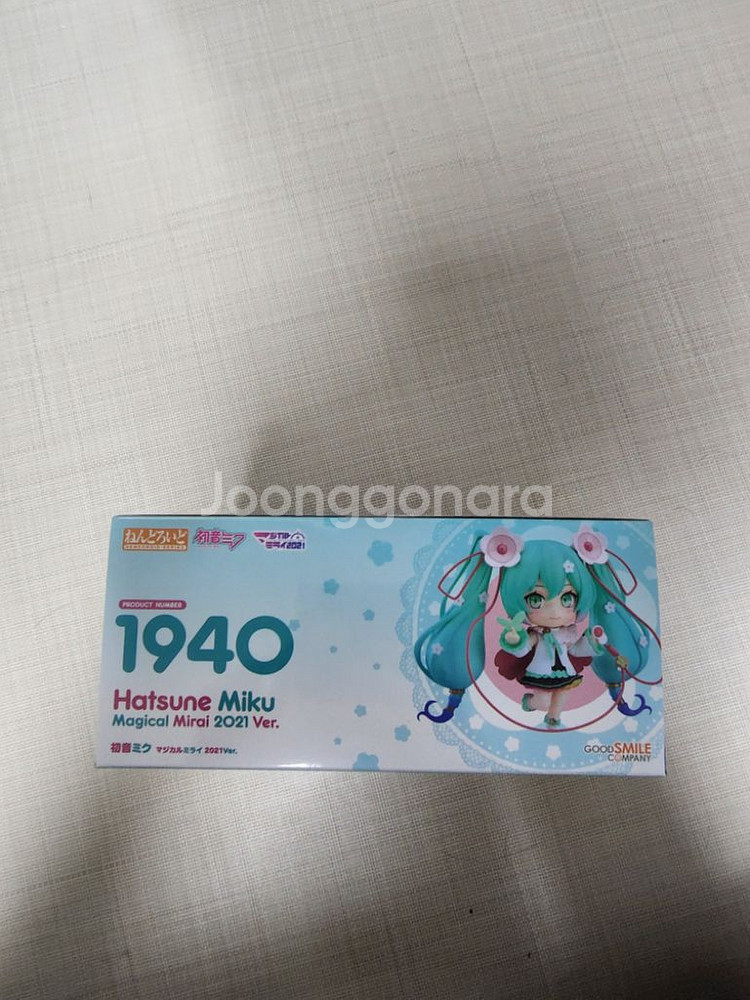 Joonggonara
ねんどろいど
NENDOROID SERIES
初音ミク
マジカル
ミライ2021
PRODUCT NUMBER
1940
Hatsune Miku
Magical Mirai 2021 Ver.
初音ミク マジカルミライ 2021Ver.
GOOD SMILE
COMPANY